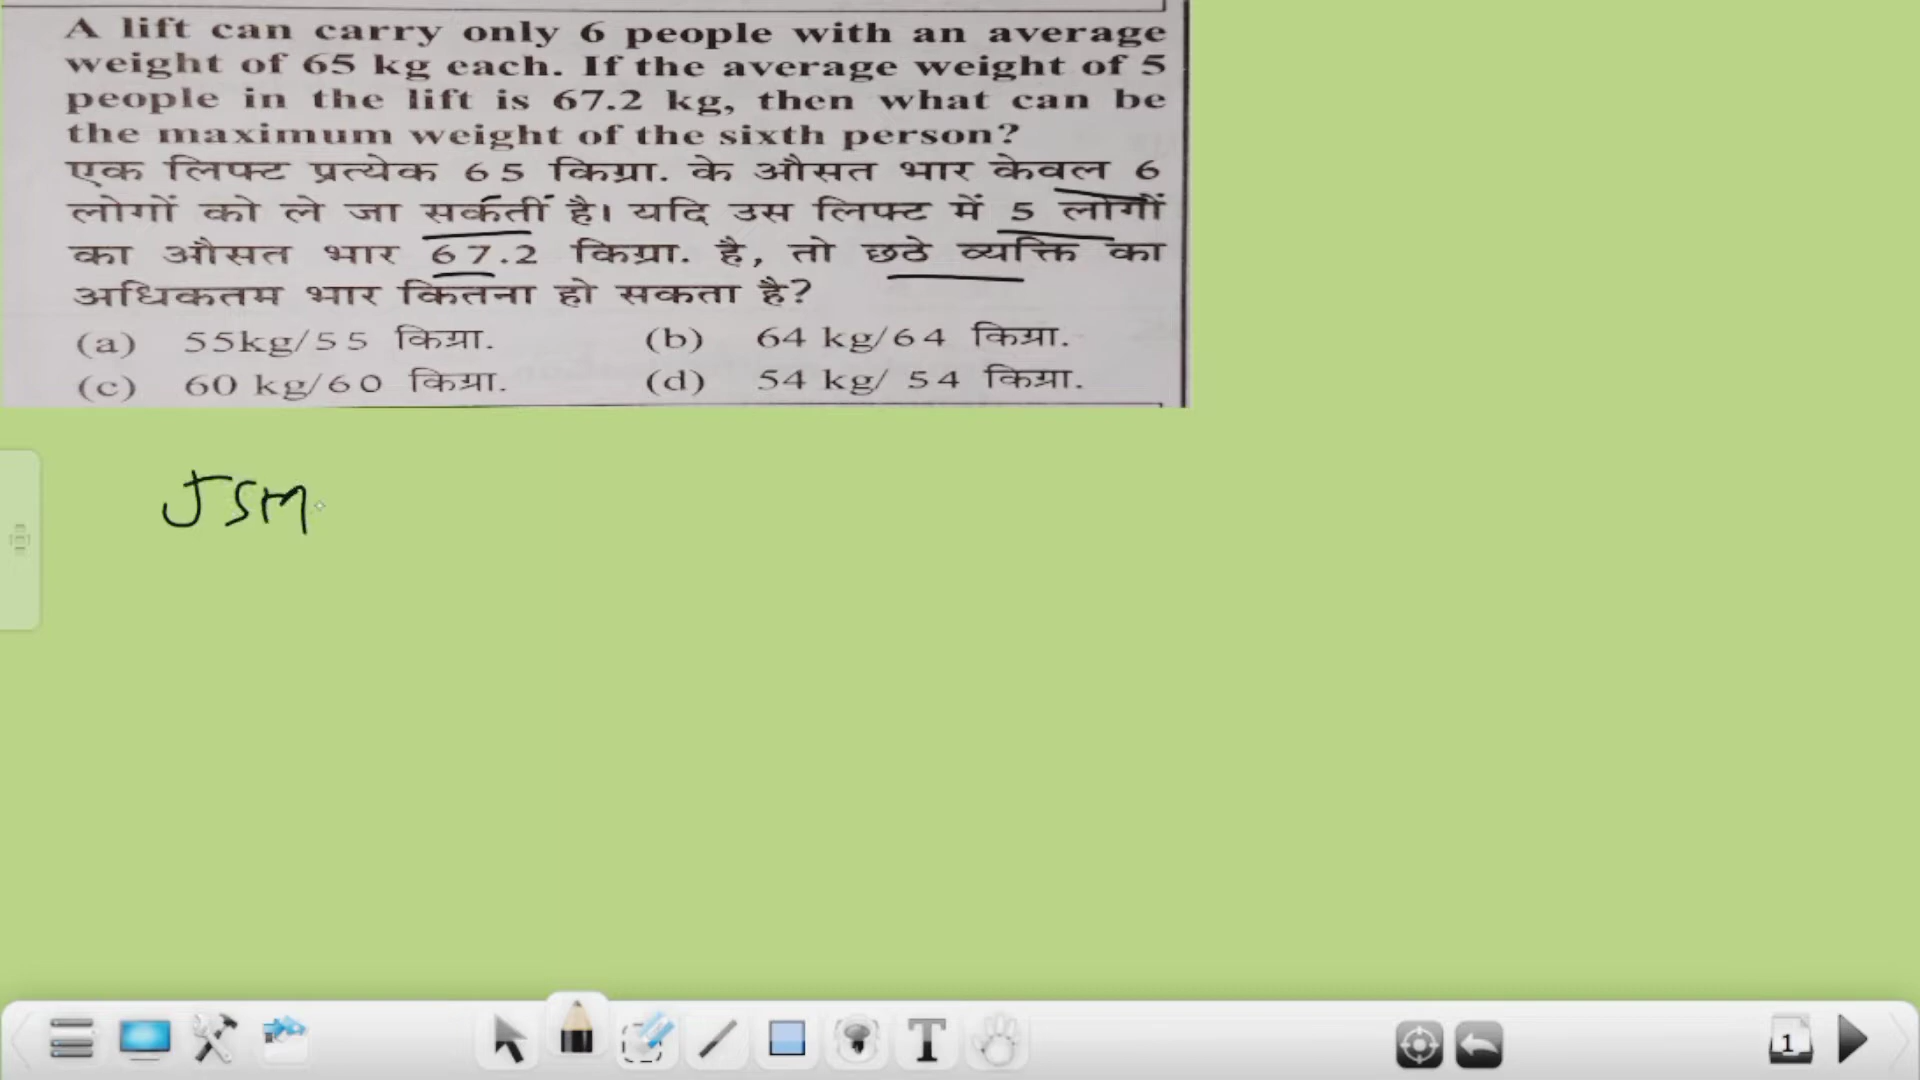 A lift can carry only 6 people with an average
weight of 65 kg each. If the average weight of 5
people in the lift is 67.2 kg, then what can be
the maximum weight of the sixth person?
एक लिफ्ट प्रत्येक 65 किग्रा. के औसत भार केवल 6
लोगों को ले जा सकती है। यदि उस लिफ्ट में 5 लोगों
का औसत भार 67.2 किग्रा. है, तो छठे व्यक्ति का
अधिकतम भार कितना हो सकता है?
(a) 55kg/55 किग्रा. (b) 64 kg/64 किग्रा.
(c) 60 kg/60 किग्रा. (d) 54 kg/ 54 किग्रा.
JSM
T 1